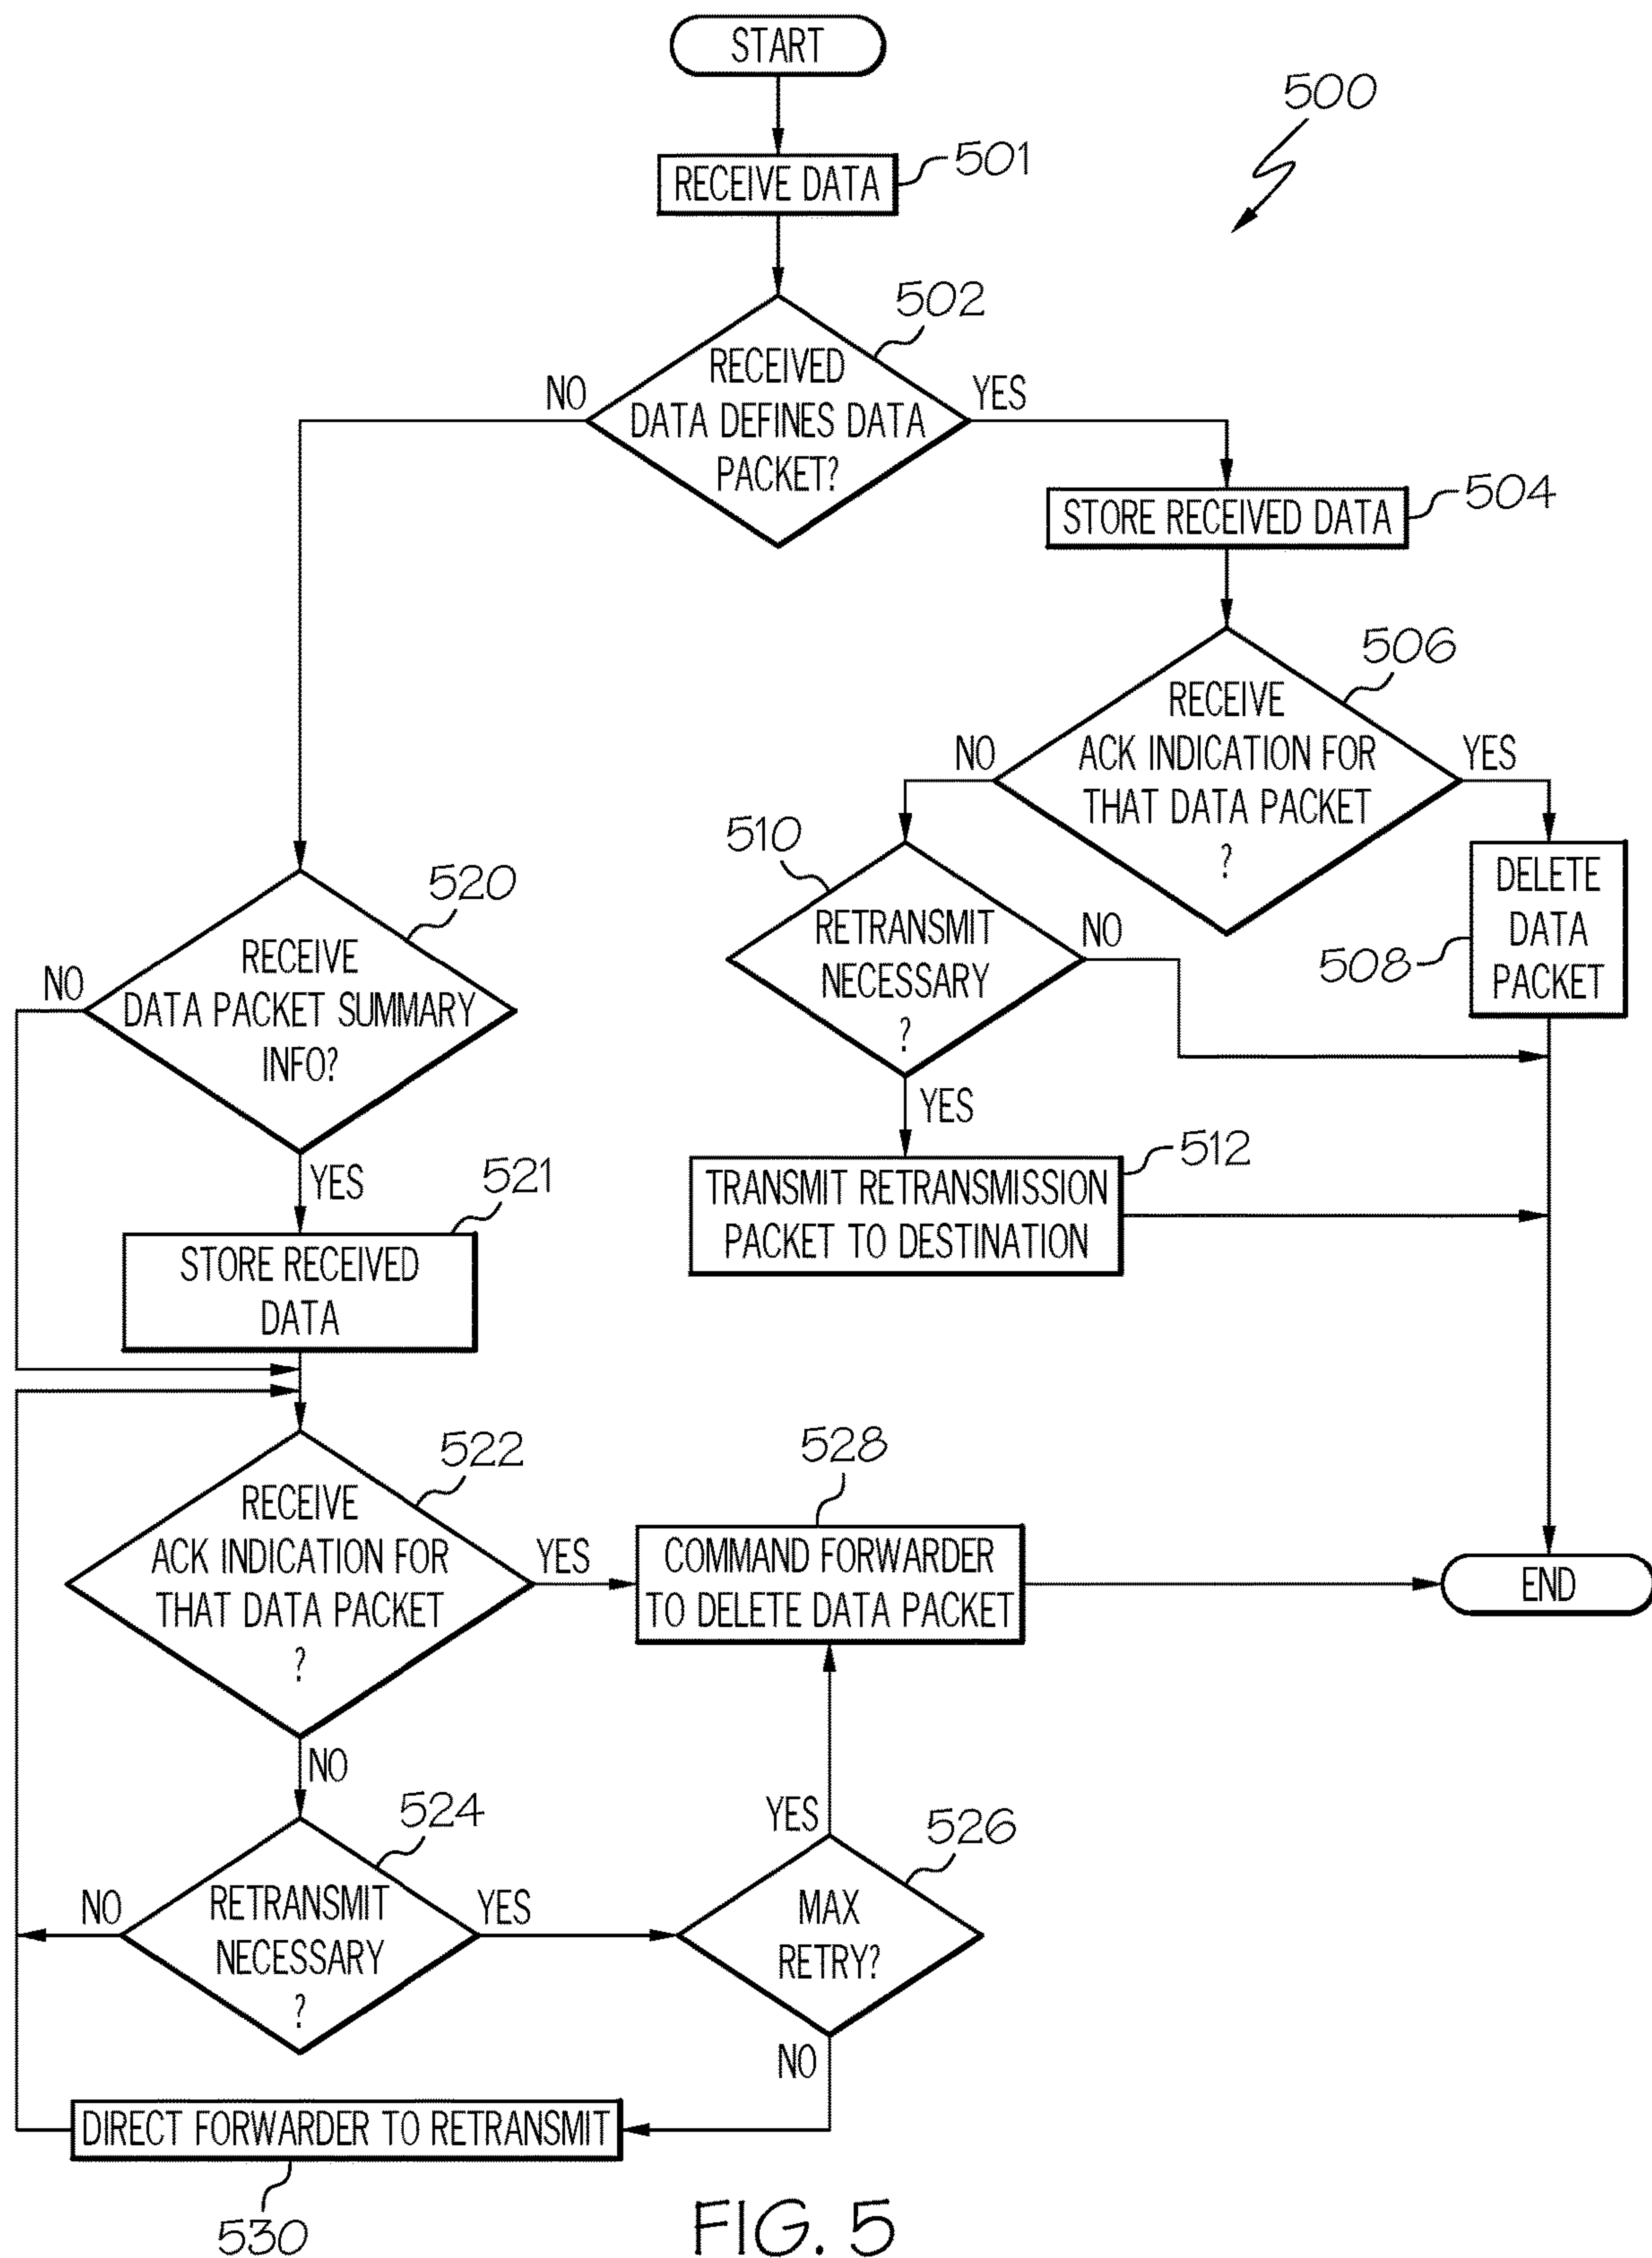 START
500
RECEIVE DATA
501
502
RECEIVED
DATA DEFINES DATA
PACKET?
NO
YES
STORE RECEIVED DATA
504
506
RECEIVE
ACK INDICATION FOR
THAT DATA PACKET
?
NO
YES
510
RETRANSMIT
NECESSARY
?
NO
YES
DELETE
DATA
PACKET
508
520
RECEIVE
DATA PACKET SUMMARY
INFO?
NO
YES
512
TRANSMIT RETRANSMISSION
PACKET TO DESTINATION
521
STORE RECEIVED
DATA
522
RECEIVE
ACK INDICATION FOR
THAT DATA PACKET
?
YES
NO
528
COMMAND FORWARDER
TO DELETE DATA PACKET
END
524
RETRANSMIT
NECESSARY
?
NO
YES
526
MAX
RETRY?
YES
NO
DIRECT FORWARDER TO RETRANSMIT
530
FIG. 5